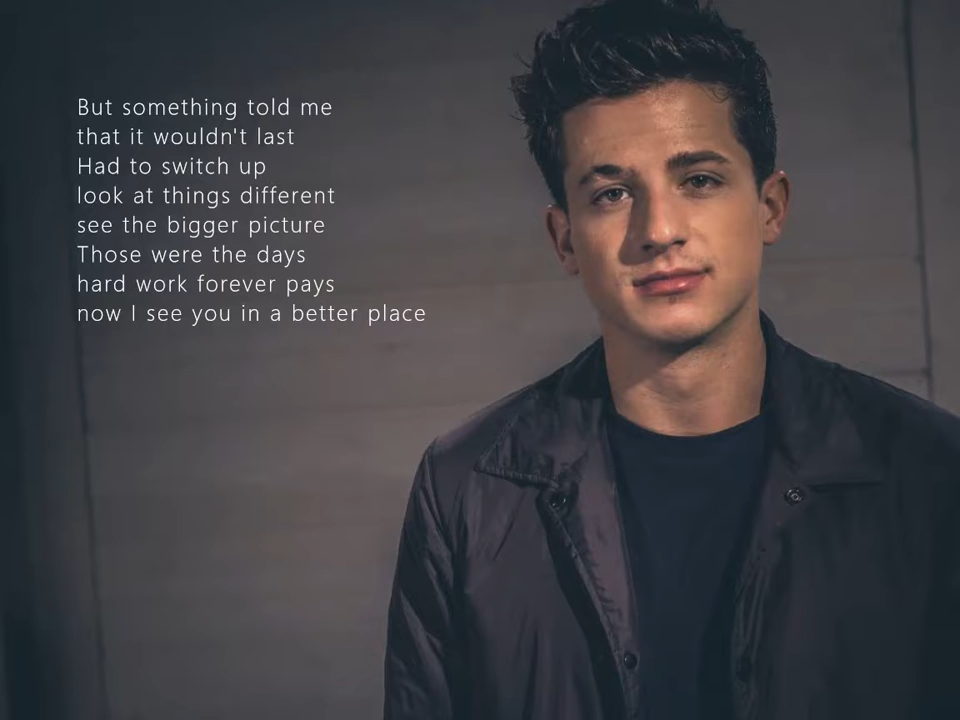 But something told me
that it wouldn't last
Had to switch up
look at things different
see the bigger picture
Those were the days
hard work forever pays
now I see you in a better place